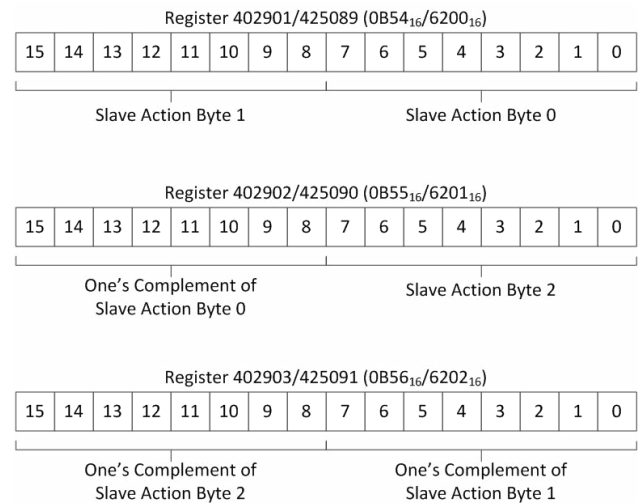 Register 402901/425089 (0B54₁₆/6200₁₆)
15 14 13 12 11 10 9 8 7 6 5 4 3 2 1 0
Slave Action Byte 1 Slave Action Byte 0
Register 402902/425090 (0B55₁₆/6201₁₆)
15 14 13 12 11 10 9 8 7 6 5 4 3 2 1 0
One's Complement of
Slave Action Byte 0
Slave Action Byte 2
Register 402903/425091 (0B56₁₆/6202₁₆)
15 14 13 12 11 10 9 8 7 6 5 4 3 2 1 0
One's Complement of
Slave Action Byte 2
One's Complement of
Slave Action Byte 1